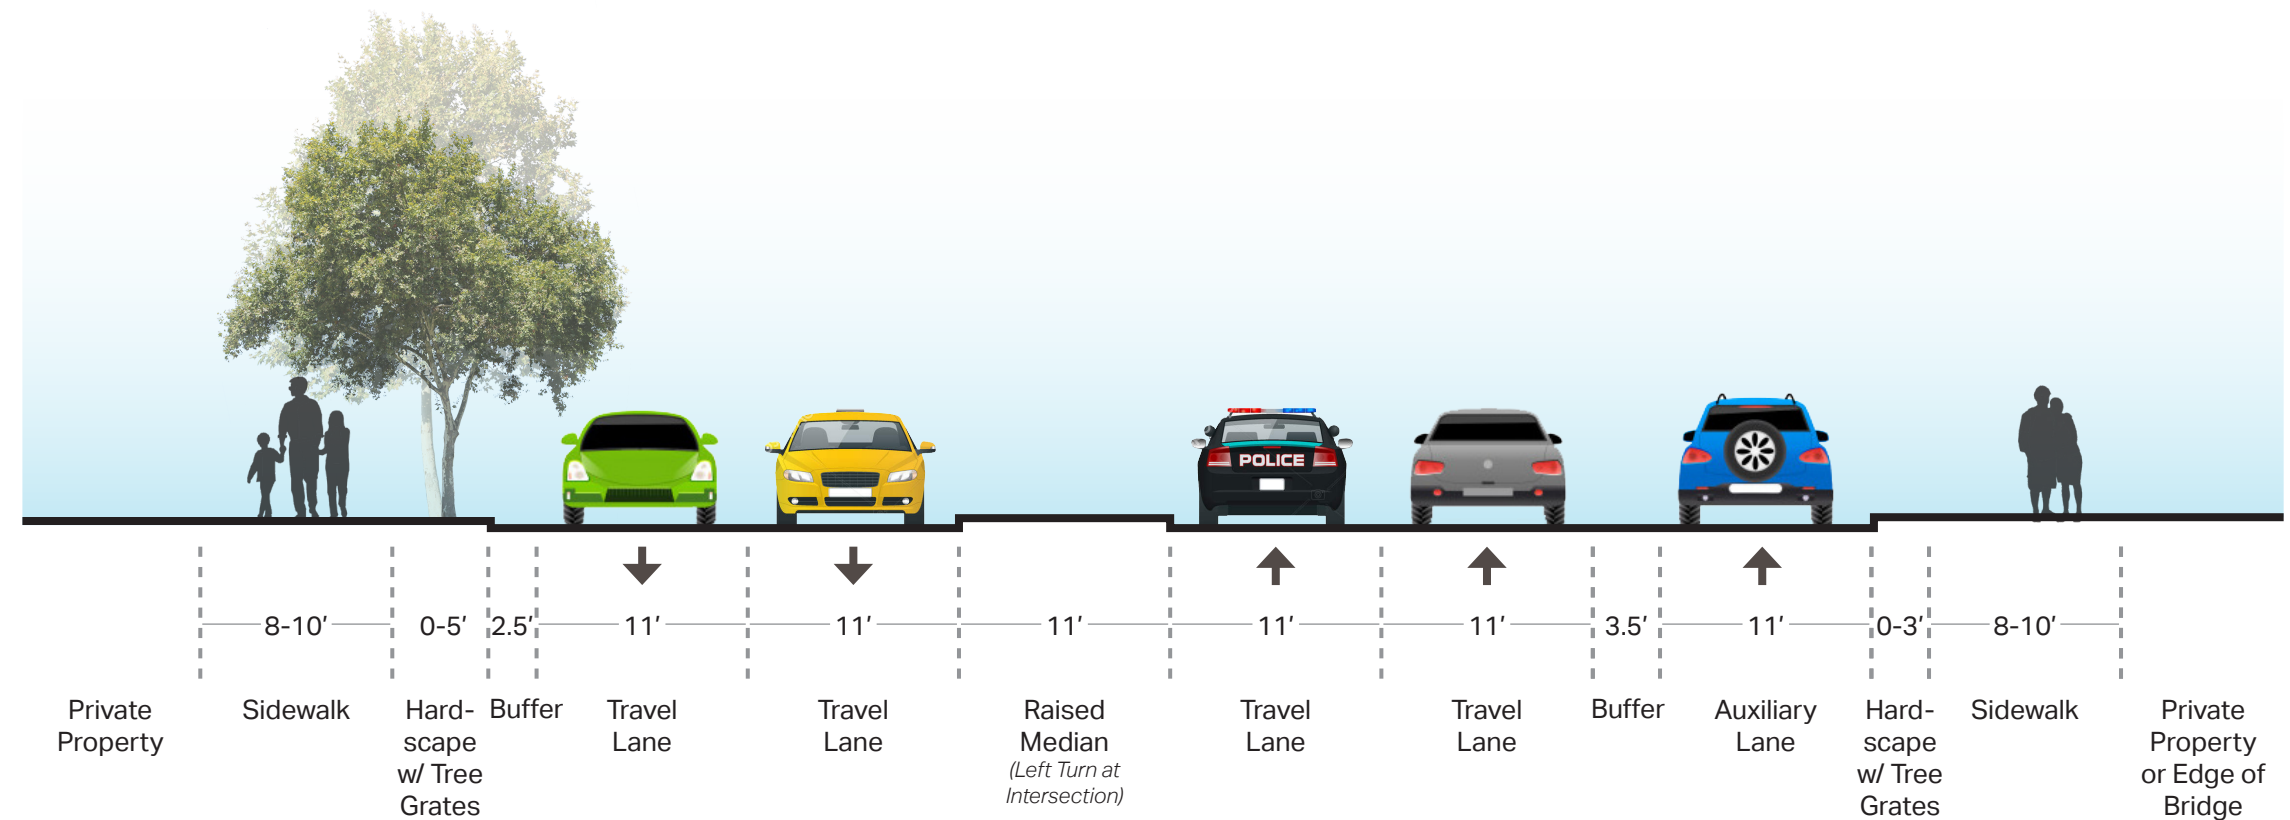 POLICE
8-10’
0-5’
2.5’
11’
11’
11’
11’
11’
3.5’
11’
0-3’
8-10’
Private
Property
Sidewalk
Hard-
scape
w/ Tree
Grates
Buffer
Travel
Lane
Travel
Lane
Raised
Median
(Left Turn at
Intersection)
Travel
Lane
Travel
Lane
Buffer
Auxiliary
Lane
Hard-
scape
w/ Tree
Grates
Sidewalk
Private
Property
or Edge of
Bridge